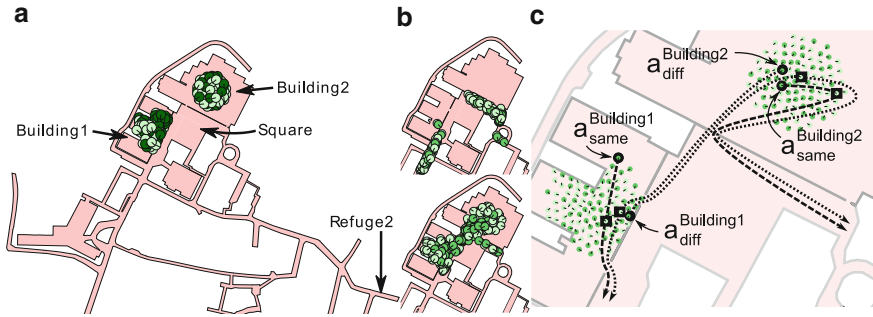 a
b
c
Building2
Building1
Square
Refuge2
a Building2 diff
a Building1 same
a Building2 same
a Building1 diff